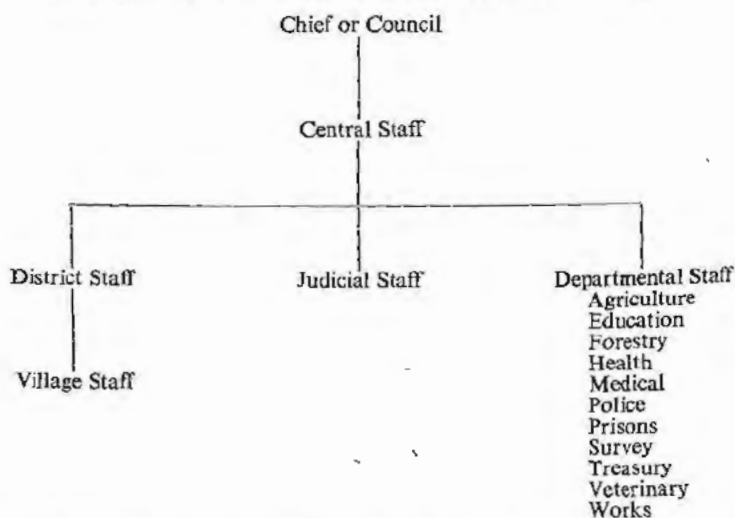 Chief or Council
Central Staff
District Staff
Judicial Staff
Departmental Staff
Agriculture
Education
Forestry
Health
Medical
Police
Prisons
Survey
Treasury
Veterinary
Works
Village Staff